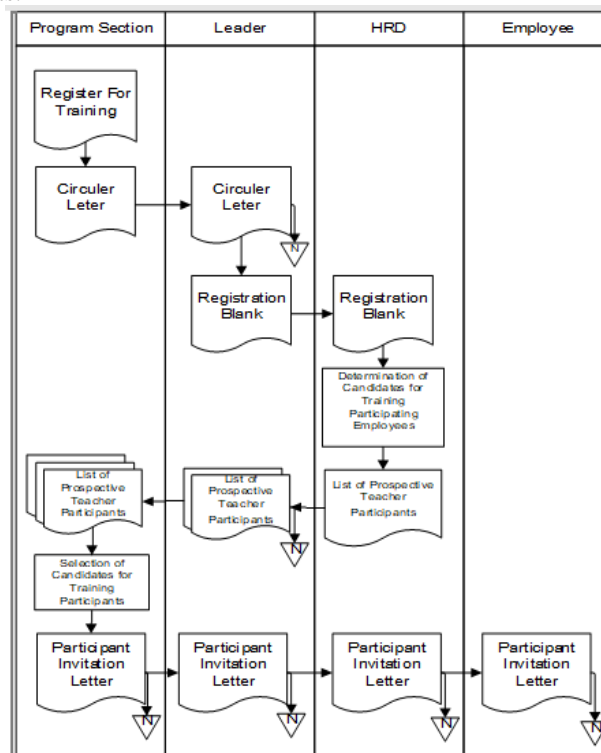 Program Section
Leader
HRD
Employee
Register For
Training
Circuler
Leter
Circuler
Leter
N
Registration
Blank
Registration
Blank
Determination of
Candidates for
Training
Participating
Employees
List of
Prospective
Teacher
Participants
List of
Prospective
Teacher
Participants
N
List of Prospective
Teacher
Participants
Selection of
Candidates for
Training
Participants
Participant
Invitation
Letter
N
Participant
Invitation
Letter
N
Participant
Invitation
Letter
N
Participant
Invitation
Letter
N